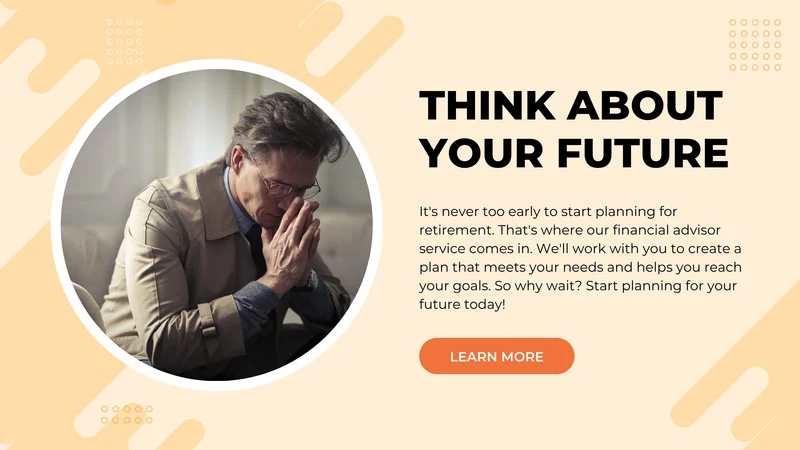 THINK ABOUT
YOUR FUTURE
It's never too early to start planning for
retirement. That's where our financial advisor
service comes in. We'll work with you to create a
plan that meets your needs and helps you reach
your goals. So why wait? Start planning for your
future today!
LEARN MORE